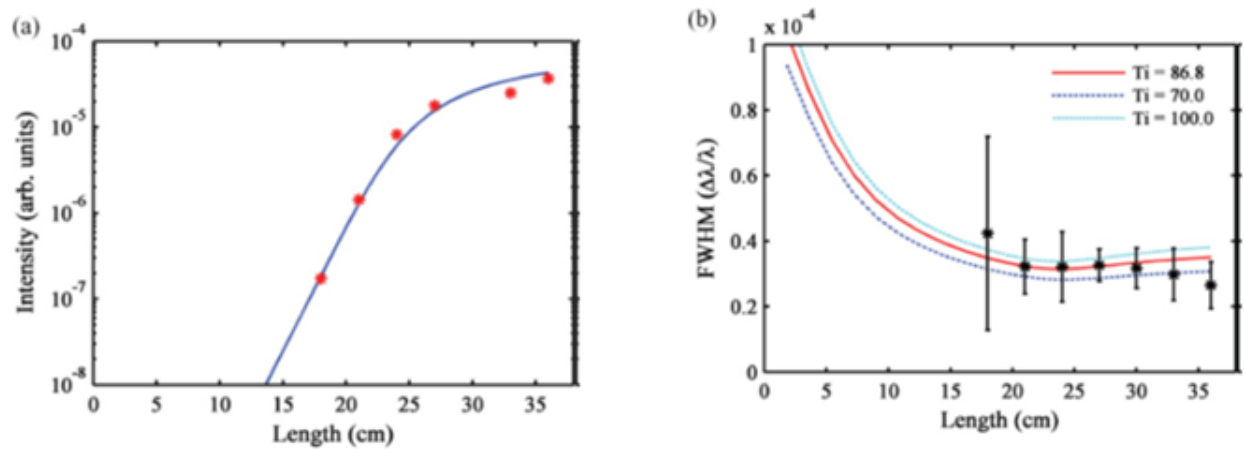 (a)
10⁻⁴
10⁻⁵
10⁻⁶
10⁻⁷
10⁻⁸
Intensity (arb. units)
0 5 10 15 20 25 30 35
Length (cm)
(b)
x 10⁻⁴
1
0.8
0.6
0.4
0.2
0
FWHM (Δλ/λ)
Ti = 86.8
Ti = 70.0
Ti = 100.0
0 5 10 15 20 25 30 35
Length (cm)